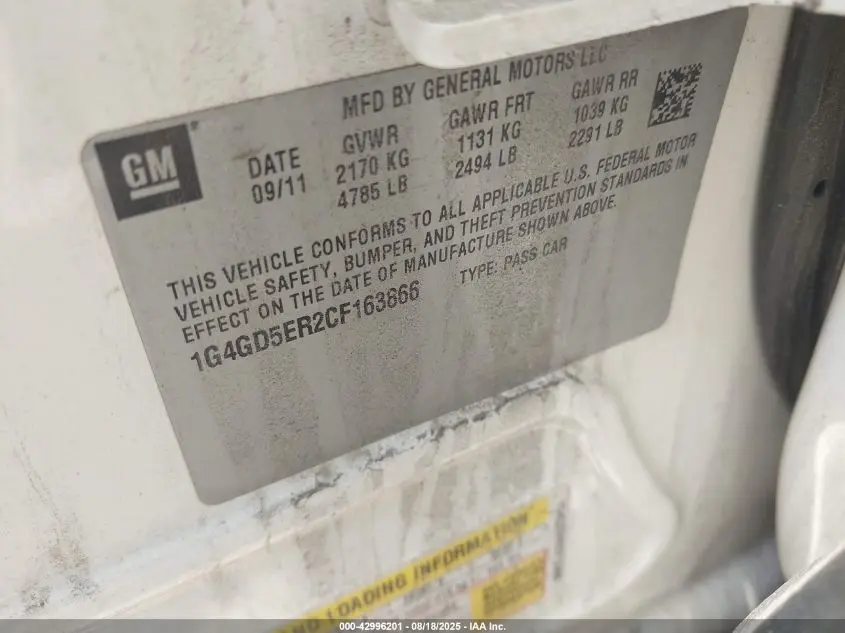 MFD BY GENERAL MOTORS LLC
GM
DATE GVWR GAWR FRT GAWR RR
09/11 2170 KG 1131 KG 1039 KG
4785 LB 2494 LB 2291 LB
THIS VEHICLE CONFORMS TO ALL APPLICABLE U.S. FEDERAL MOTOR
VEHICLE SAFETY, BUMPER, AND THEFT PREVENTION STANDARDS IN
EFFECT ON THE DATE OF MANUFACTURE SHOWN ABOVE.
1G4GD5ER2CF163866 TYPE: PASS CAR
AND LOADING INFORMATION
000-42996201 - 08/18/2025 - IAA Inc.